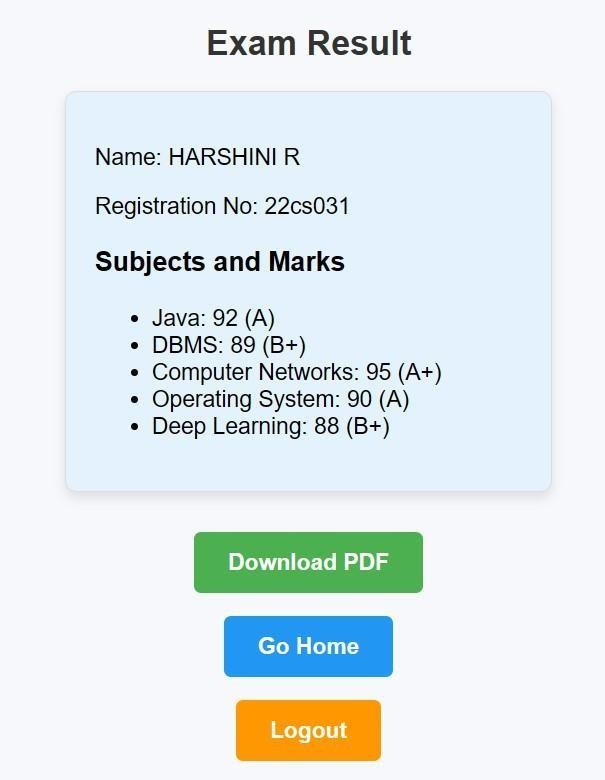 Exam Result
Name: HARSHINI R
Registration No: 22cs031
Subjects and Marks
• Java: 92 (A)
• DBMS: 89 (B+)
• Computer Networks: 95 (A+)
• Operating System: 90 (A)
• Deep Learning: 88 (B+)
Download PDF
Go Home
Logout